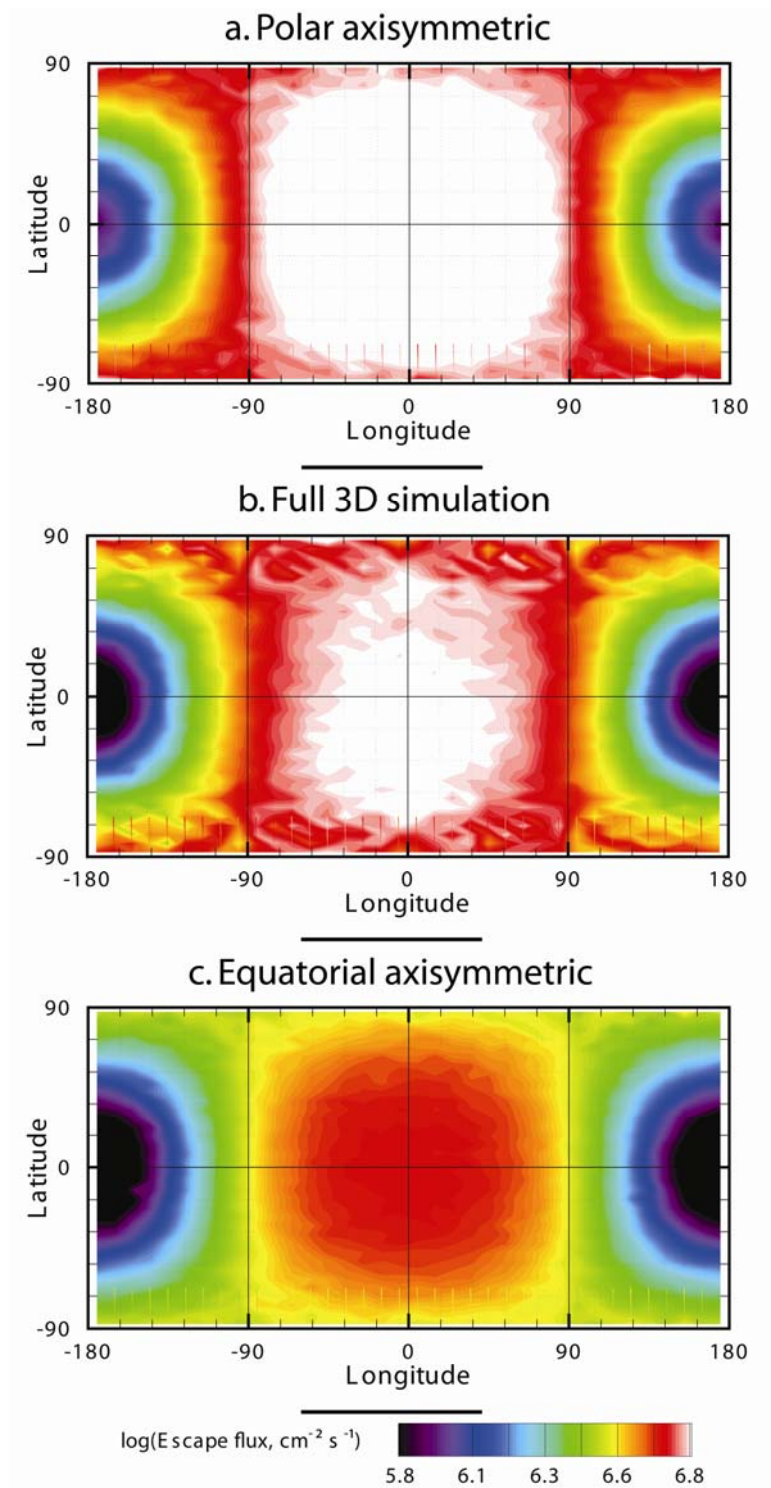 a. Polar axisymmetric
90
Latitude
0
-90
-180 -90 0 90 180
Longitude
b. Full 3D simulation
90
Latitude
0
-90
-180 -90 0 90 180
Longitude
c. Equatorial axisymmetric
90
Latitude
0
-90
-180 -90 0 90 180
Longitude
log(Escape flux, cm⁻² s⁻¹)
5.8 6.1 6.3 6.6 6.8